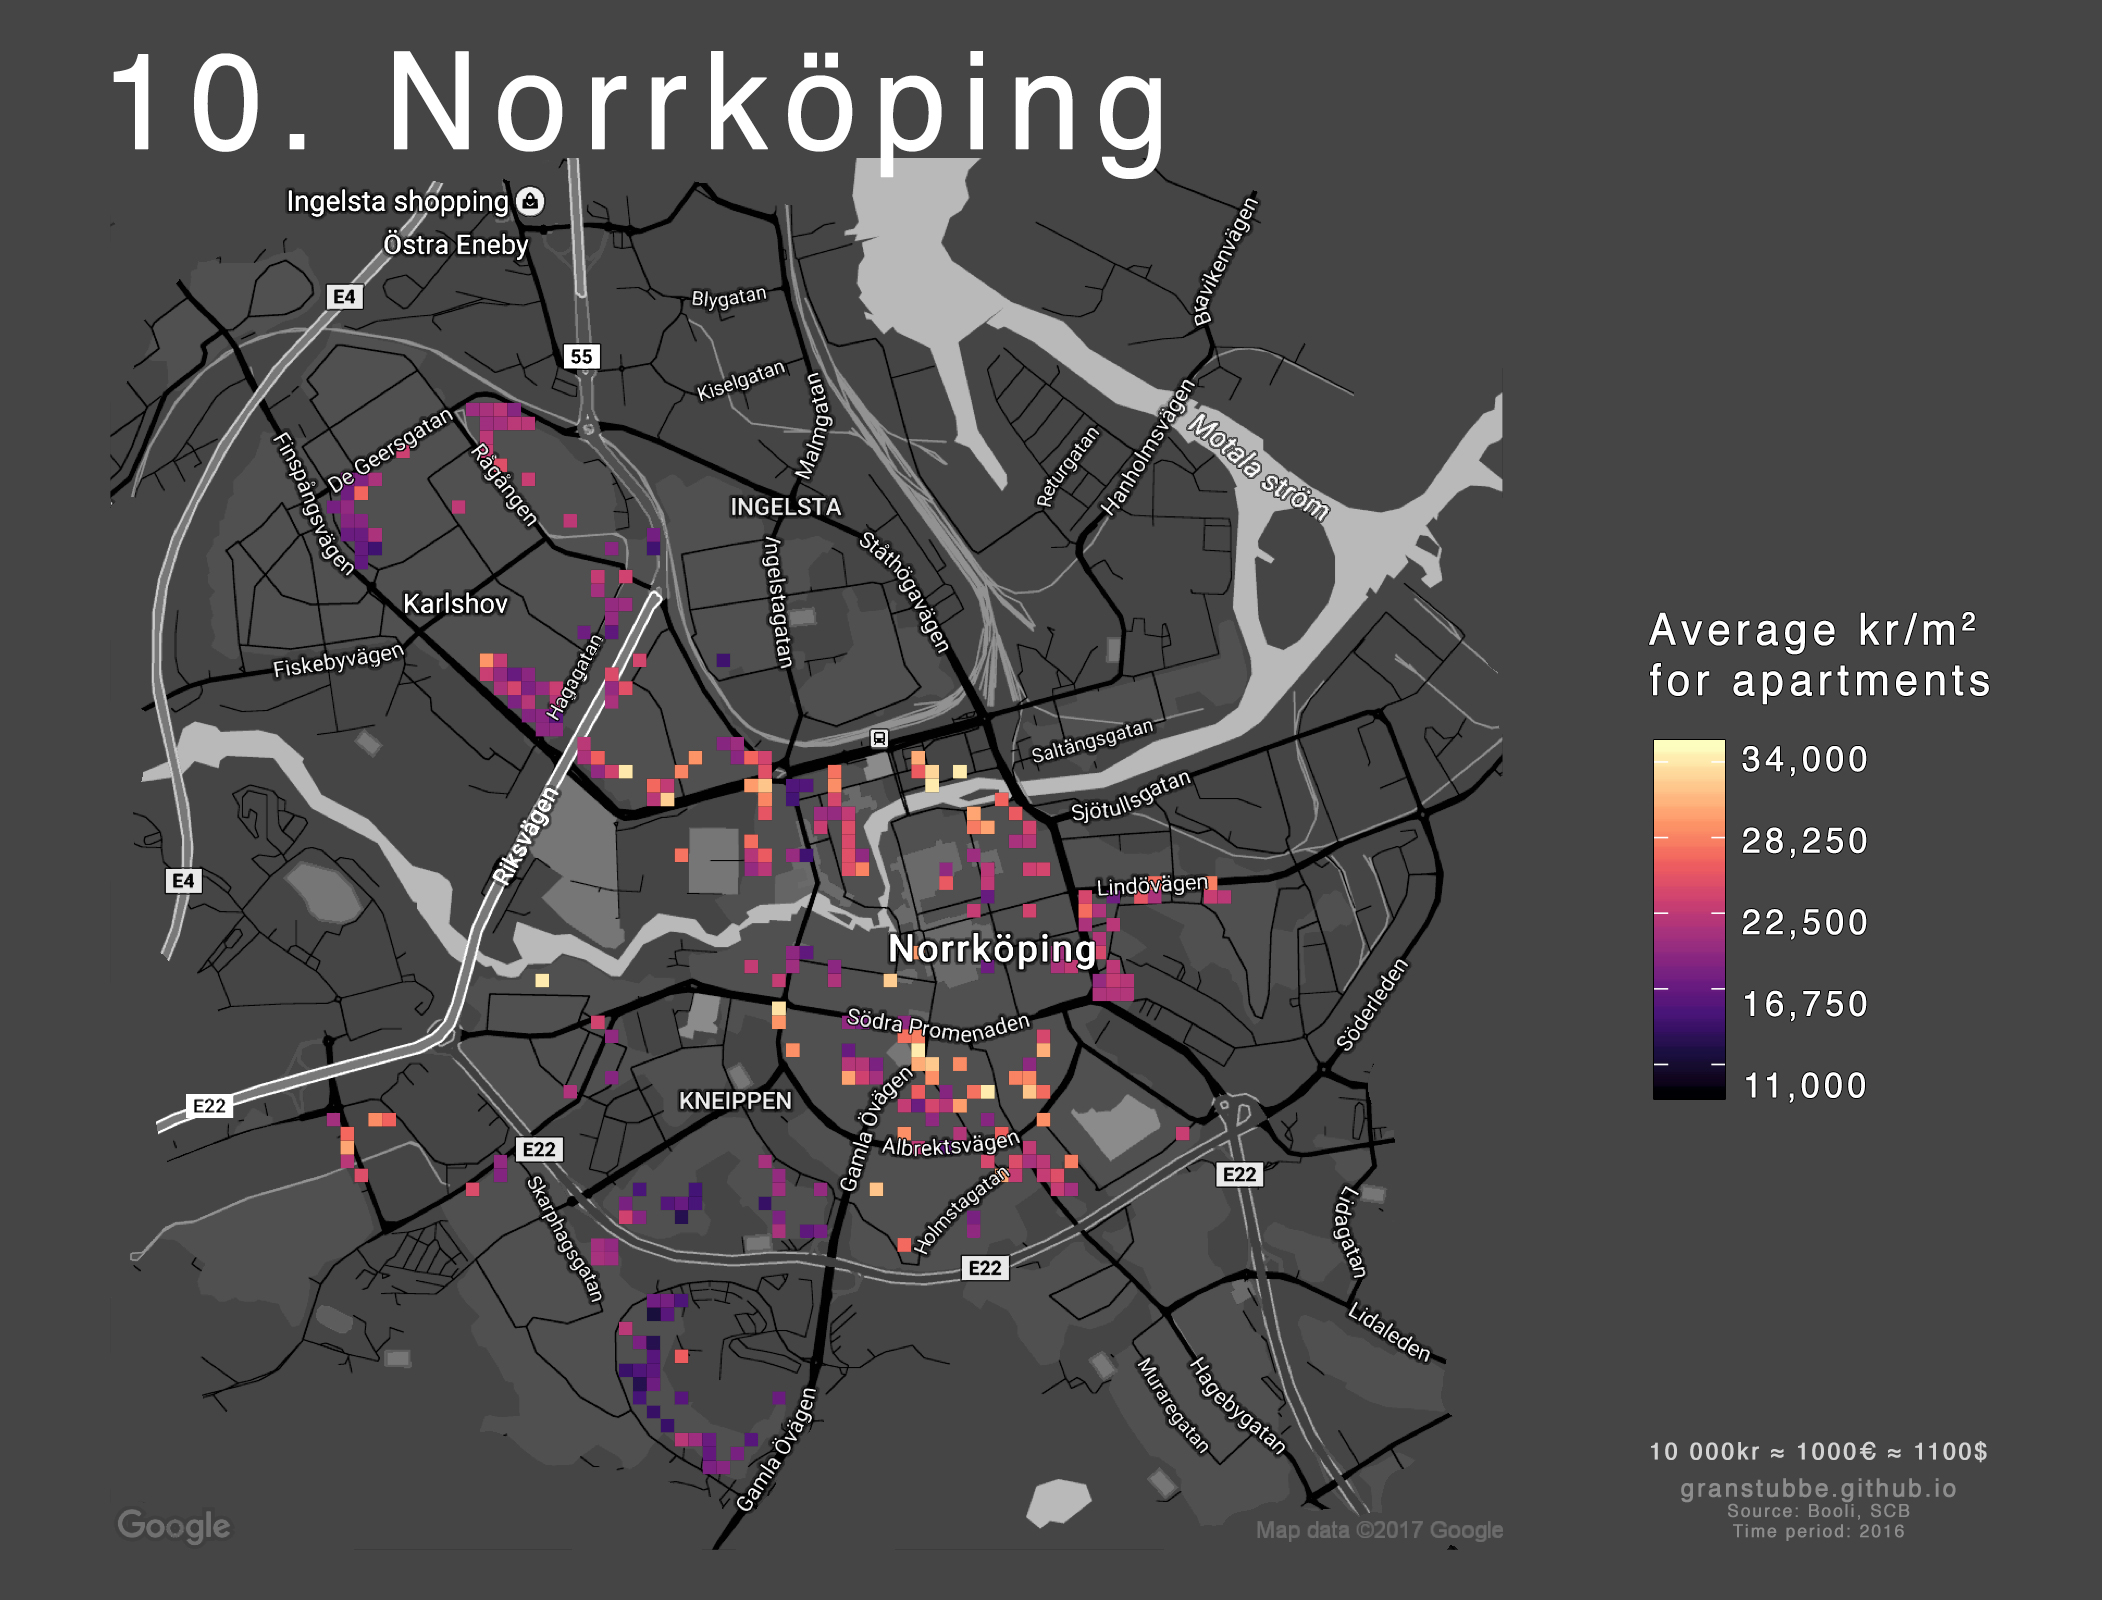 10. Norrköping
Ingelsta shopping
Östra Eneby
E4
Blygatan
Bravikenvägen
55
Kiselgatan
Malmgatan
Hanholmsvägen
Motala ström
De Geersgatan
Finspångsvägen
Rågången
Returgatan
INGELSTA
Ingelstagatan
Ståthögavägen
Karlshov
Fiskebyvägen
Hagagatan
Saltängsgatan
Sjötullsgatan
Riksvägen
E4
Lindövägen
Norrköping
Södra Promenaden
Söderleden
E22
KNEIPPEN
Gamla Övägen
E22
Albrektsvägen
E22
Skarphagsgatan
Holmstagatan
Lidagatan
E22
Lidaleden
Muraregatan
Hagebygatan
Gamla Övägen
Google
Map data ©2017 Google
Average kr/m²
for apartments
34,000
28,250
22,500
16,750
11,000
10 000kr ≈ 1000€ ≈ 1100$
granstubbe.github.io
Source: Booli, SCB
Time period: 2016